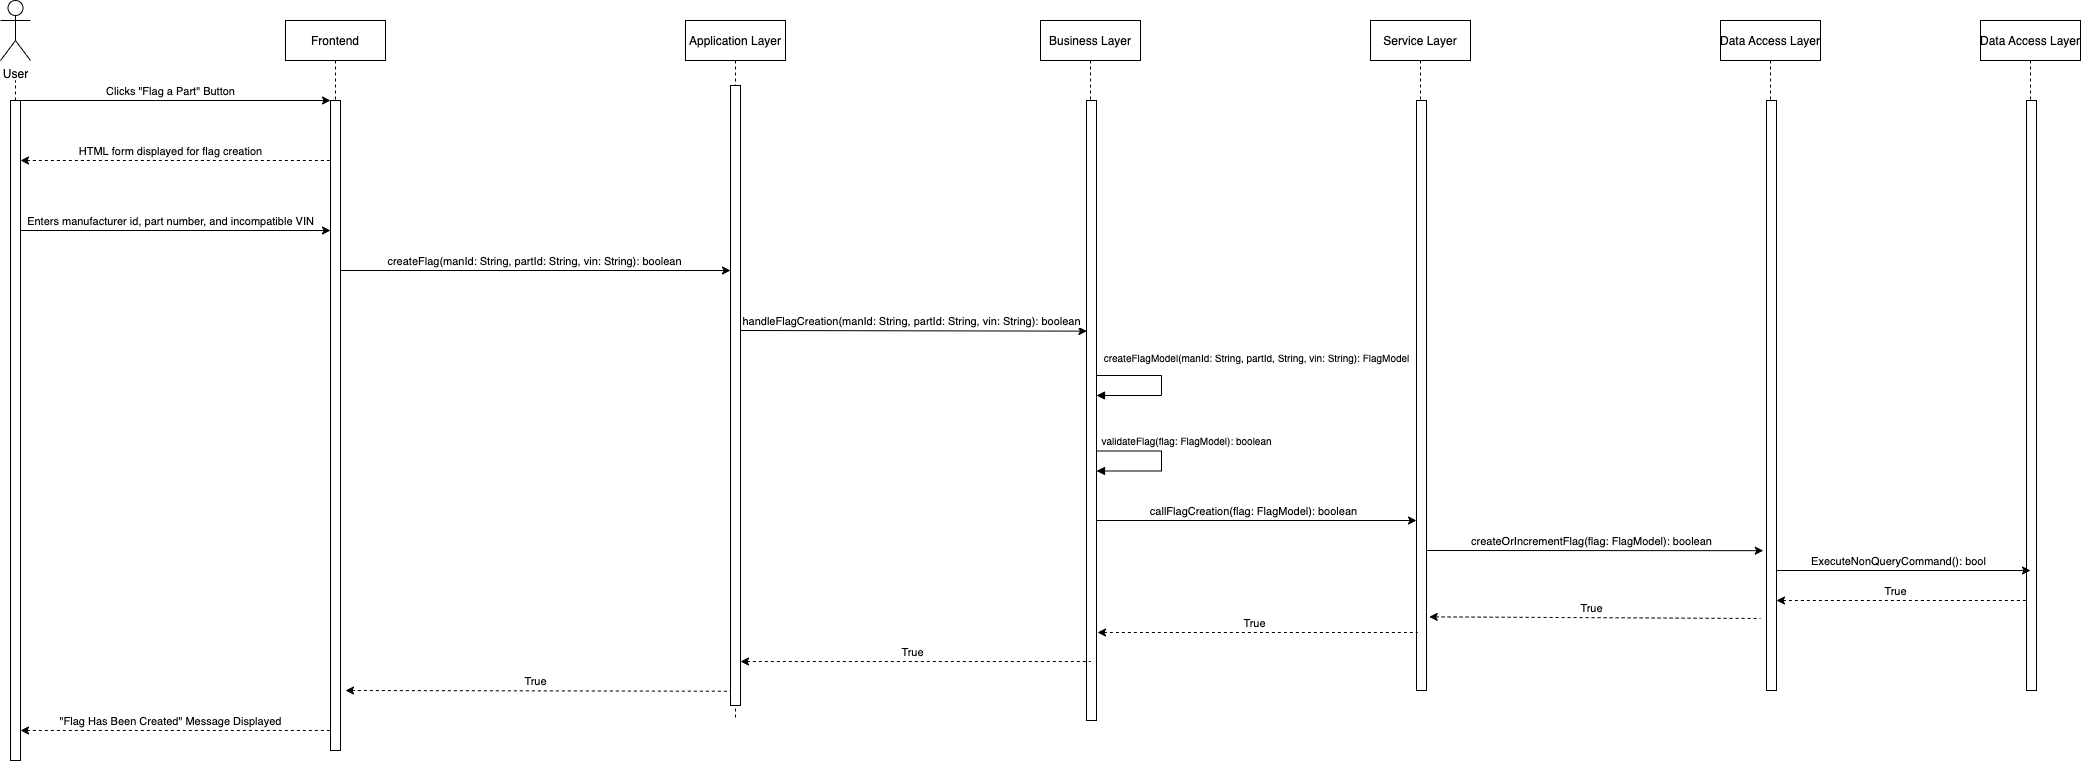 User
Frontend
Application Layer
Business Layer
Service Layer
Data Access Layer
Data Access Layer
Clicks "Flag a Part" Button
HTML form displayed for flag creation
Enters manufacturer id, part number, and incompatible VIN
createFlag(manId: String, partId: String, vin: String): boolean
handleFlagCreation(manId: String, partId: String, vin: String): boolean
createFlagModel(manId: String, partId, String, vin: String): FlagModel
validateFlag(flag: FlagModel): boolean
callFlagCreation(flag: FlagModel): boolean
createOrIncrementFlag(flag: FlagModel): boolean
ExecuteNonQueryCommand(): bool
True
True
True
True
True
"Flag Has Been Created" Message Displayed